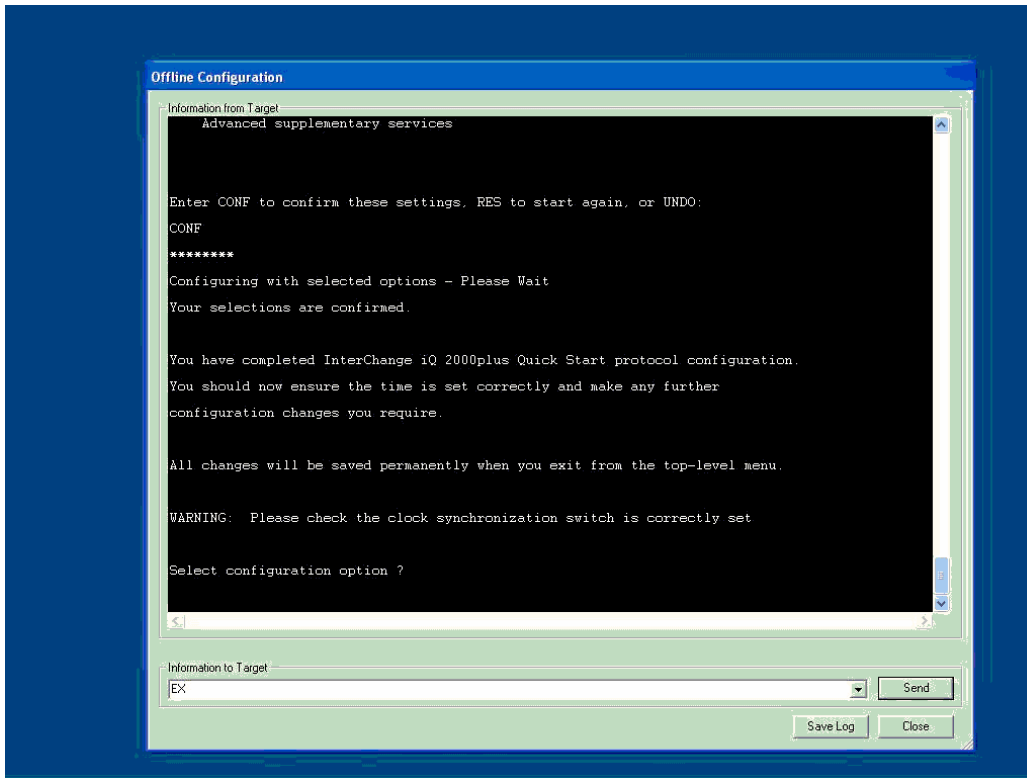 Offline Configuration
Information from Target
Advanced supplementary services
Enter CONF to confirm these settings, RES to start again, or UNDO:
CONF
********
Configuring with selected options - Please Wait
Your selections are confirmed.
You have completed InterChange iQ 2000plus Quick Start protocol configuration.
You should now ensure the time is set correctly and make any further
configuration changes you require.
All changes will be saved permanently when you exit from the top-level menu.
WARNING:  Please check the clock synchronization switch is correctly set
Select configuration option ?
Information to Target
EX
Send
Save Log
Close